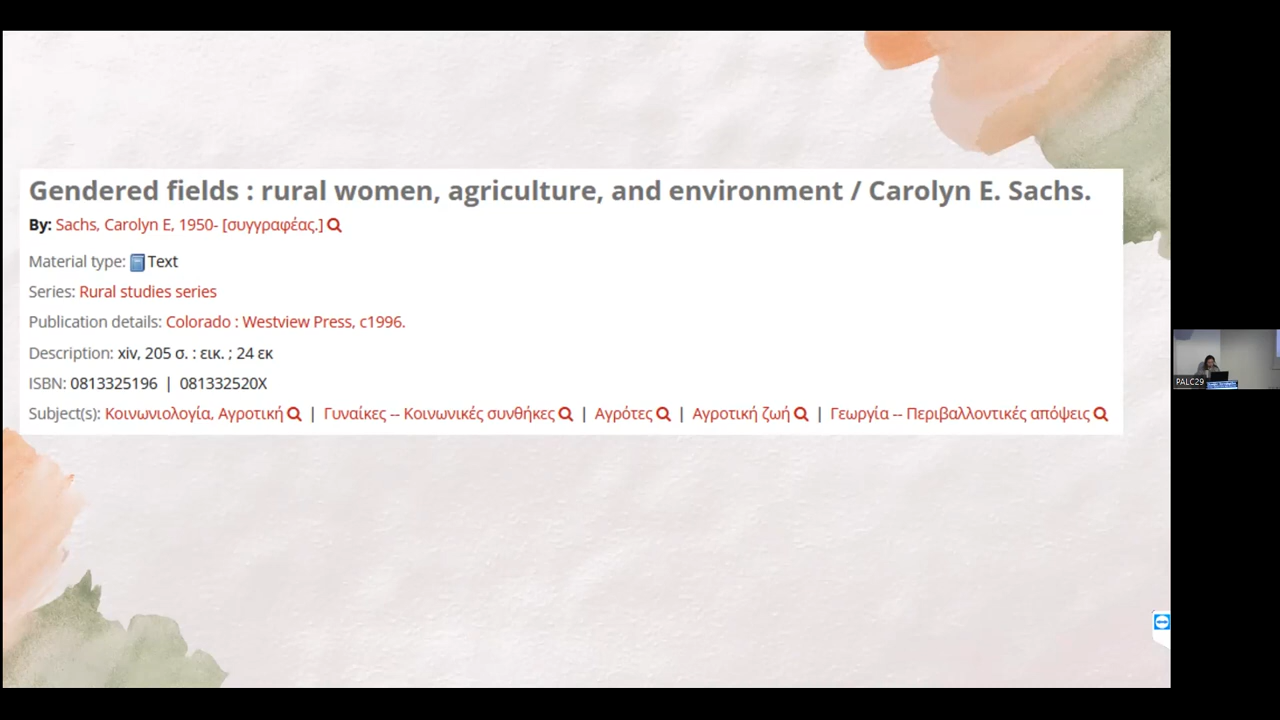 Gendered fields : rural women, agriculture, and environment / Carolyn E. Sachs.
By: Sachs, Carolyn E, 1950- [συγγραφέας.]
Material type: Text
Series: Rural studies series
Publication details: Colorado : Westview Press, c1996.
Description: xiv, 205 σ. : εικ. ; 24 εκ
ISBN: 0813325196 | 081332520X
Subject(s): Κοινωνιολογία, Αγροτική | Γυναίκες -- Κοινωνικές συνθήκες | Αγρότες | Αγροτική ζωή | Γεωργία -- Περιβαλλοντικές απόψεις
PALC29